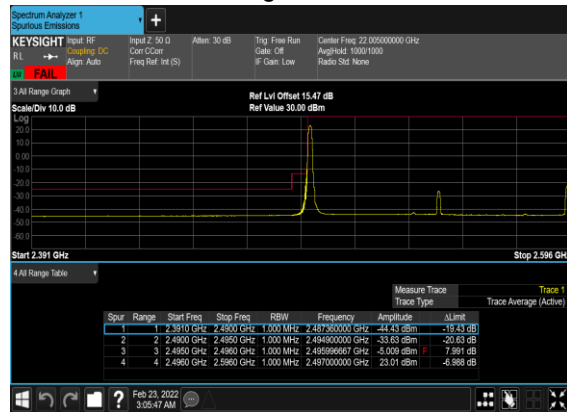 Spectrum Analyzer 1
Spurious Emissions
KEYSIGHT Input: RF Input Z: 50 Ω Atten: 30 dB Trig: Free Run Center Freq: 22.005000000 GHz
RL Coupling: DC Corr CCorr Gate: Off Avg|Hold: 1000/1000
Align: Auto Freq Ref: Int (S) IF Gain: Low Radio Std: None
LW FAIL
3 All Range Graph
Ref Lvl Offset 15.47 dB
Scale/Div 10.0 dB Ref Value 30.00 dBm
Log
20.0
10.0
0.00
-10.0
-20.0
-30.0
-40.0
-50.0
-60.0
Start 2.391 GHz Stop 2.596 GH
4 All Range Table
Measure Trace Trace 1
Trace Type Trace Average (Active)
Spur Range Start Freq Stop Freq RBW Frequency Amplitude ΔLimit
1 1 2.3910 GHz 2.4900 GHz 1.000 MHz 2.487360000 GHz -44.43 dBm -19.43 dB
2 2 2.4900 GHz 2.4950 GHz 1.000 MHz 2.494900000 GHz -33.63 dBm -20.63 dB
3 3 2.4950 GHz 2.4960 GHz 1.000 MHz 2.495996667 GHz -5.009 dBm F 7.991 dB
4 4 2.4960 GHz 2.5960 GHz 1.000 MHz 2.497000000 GHz 23.01 dBm -6.988 dB
? Feb 23, 2022
3:05:47 AM